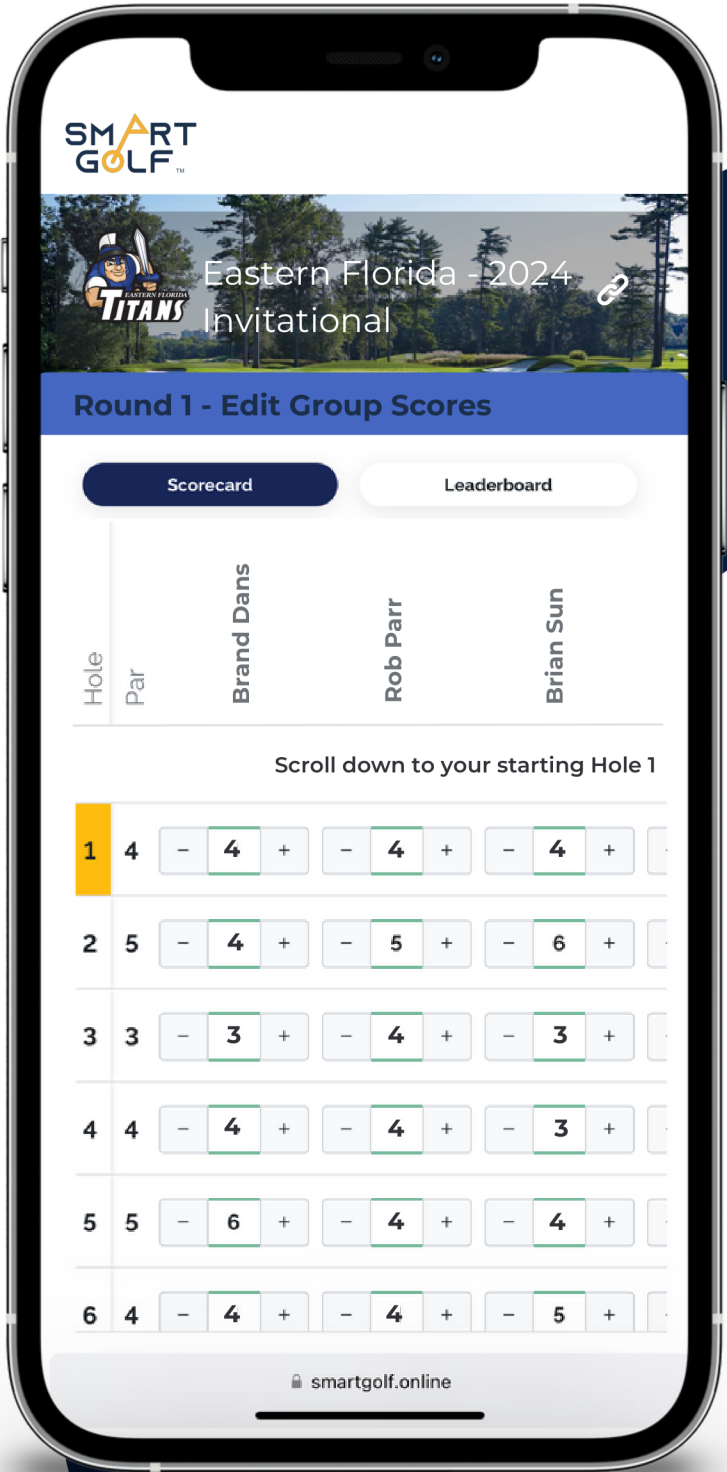 SMART
GOLF™
EASTERN FLORIDA
TITANS
Eastern Florida - 2024
Invitational
Round 1 - Edit Group Scores
Scorecard Leaderboard
Hole Par Brand Dans Rob Parr Brian Sun
Scroll down to your starting Hole 1
1 4 - 4 + - 4 + - 4 +
2 5 - 4 + - 5 + - 6 +
3 3 - 3 + - 4 + - 3 +
4 4 - 4 + - 4 + - 3 +
5 5 - 6 + - 4 + - 4 +
6 4 - 4 + - 4 + - 5 +
smartgolf.online